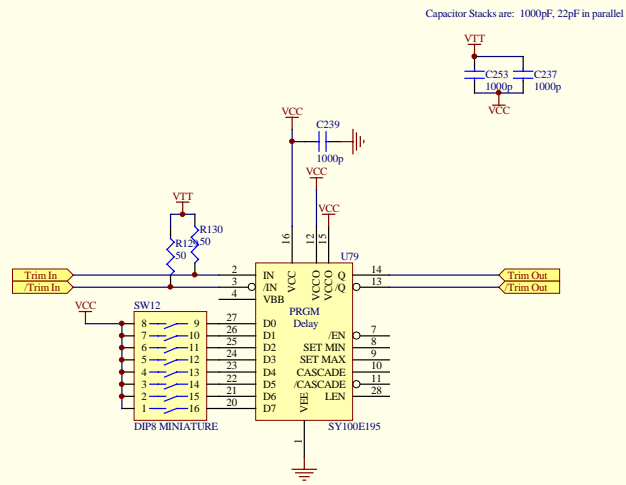 Capacitor Stacks are: 1000pF, 22pF in parallel
VTT
C253
1000p
C237
1000p
VCC
VCC
C239
1000p
VCC
VCC
VTT
R130
50
R129
50
16
12
15
U79
Trim In
/Trim In
2
3
4
IN
/IN
VBB
VCC
VCCO
VCCO
Q
/Q
14
13
Trim Out
/Trim Out
PRGM
Delay
VCC
SW12
8 9
7 10
6 11
5 12
4 13
3 14
2 15
1 16
DIP8 MINIATURE
27 D0
26 D1
25 D2
24 D3
23 D4
22 D5
21 D6
20 D7
/EN 7
SET MIN 8
SET MAX 9
CASCADE 10
/CASCADE 11
LEN 28
VEE
1
SY100E195